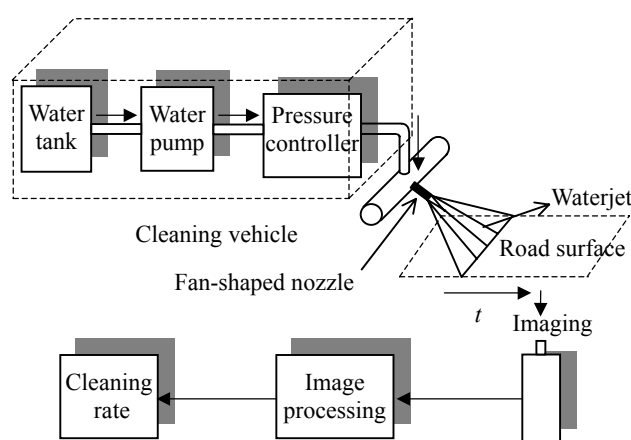 Water
tank
Water
pump
Pressure
controller
Waterjet
Cleaning vehicle
Road surface
Fan-shaped nozzle
t
Imaging
Cleaning
rate
Image
processing